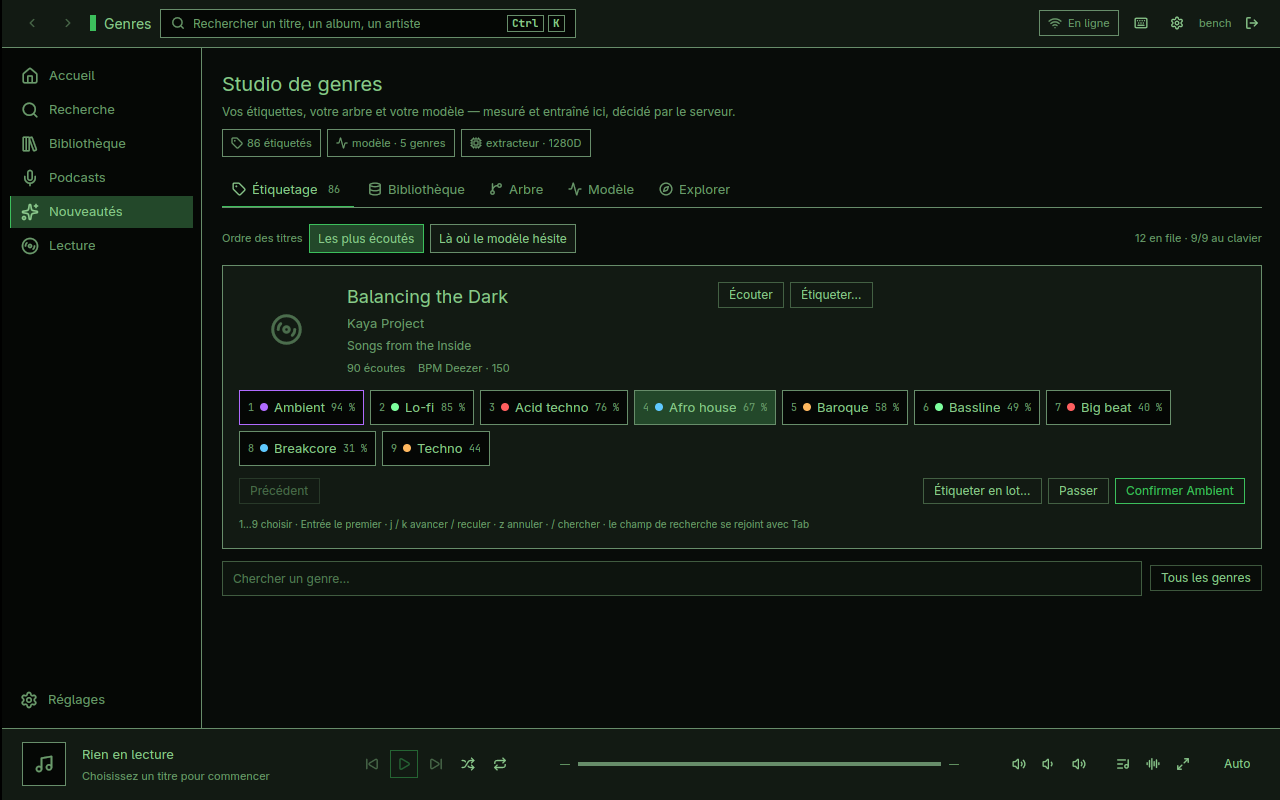 Genres
Rechercher un titre, un album, un artiste
Ctrl K
En ligne
bench
Accueil
Recherche
Bibliothèque
Podcasts
Nouveautés
Lecture
Réglages
Studio de genres
Vos étiquettes, votre arbre et votre modèle — mesuré et entraîné ici, décidé par le serveur.
86 étiquetés
modèle · 5 genres
extracteur · 1280D
Étiquetage 86
Bibliothèque
Arbre
Modèle
Explorer
Ordre des titres
Les plus écoutés
Là où le modèle hésite
12 en file · 9/9 au clavier
Balancing the Dark
Kaya Project
Songs from the Inside
90 écoutes BPM Deezer · 150
Écouter
Étiqueter…
1 Ambient 94 %
2 Lo-fi 85 %
3 Acid techno 76 %
4 Afro house 67 %
5 Baroque 58 %
6 Bassline 49 %
7 Big beat 40 %
8 Breakcore 31 %
9 Techno 44
Précédent
Étiqueter en lot…
Passer
Confirmer Ambient
1…9 choisir · Entrée le premier · j / k avancer / reculer · z annuler · / chercher · le champ de recherche se rejoint avec Tab
Chercher un genre…
Tous les genres
Rien en lecture
Choisissez un titre pour commencer
—
—
Auto